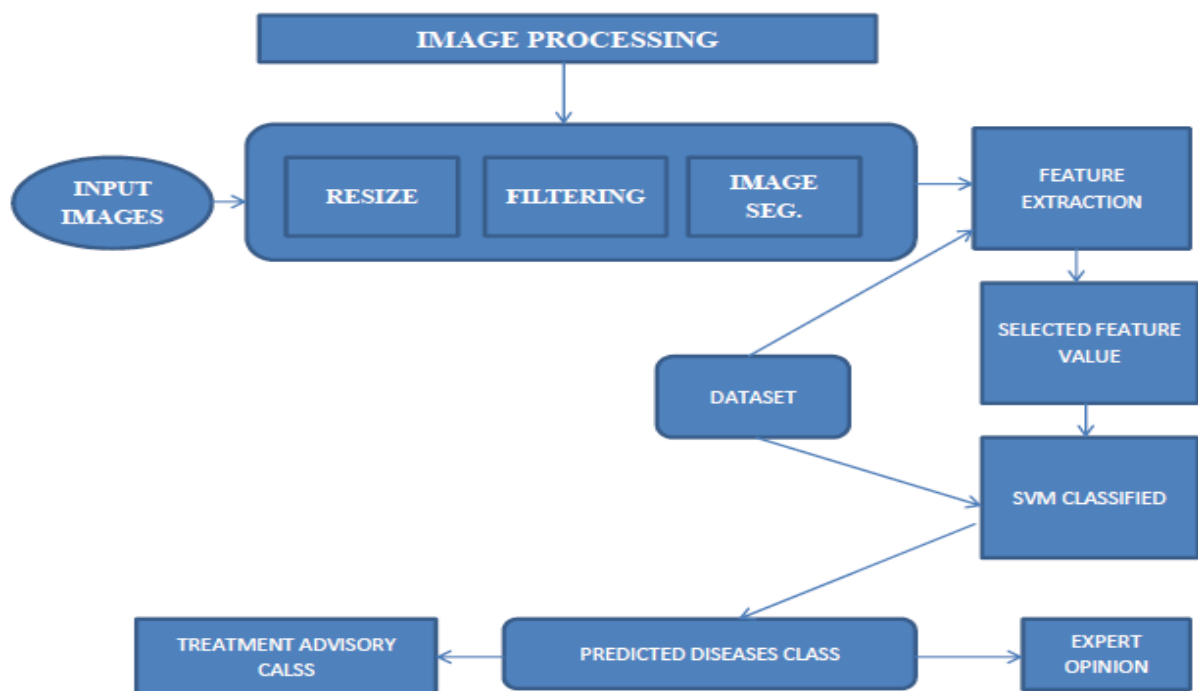 IMAGE PROCESSING
INPUT
IMAGES
RESIZE
FILTERING
IMAGE
SEG.
FEATURE
EXTRACTION
SELECTED FEATURE
VALUE
DATASET
SVM CLASSIFIED
TREATMENT ADVISORY
CALSS
PREDICTED DISEASES CLASS
EXPERT
OPINION